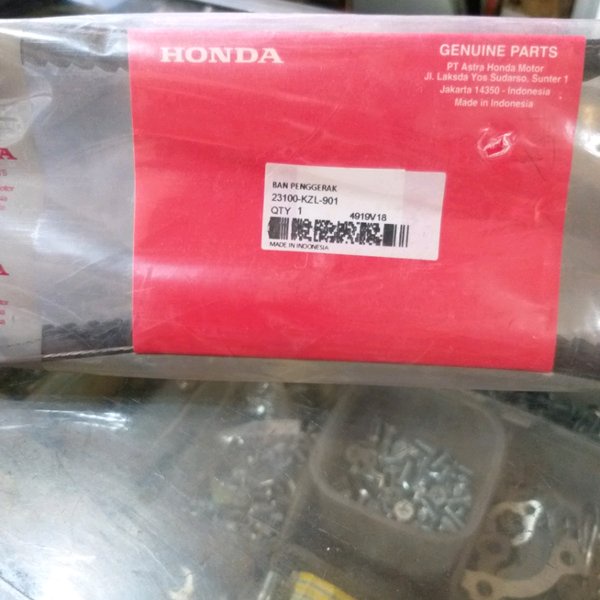 HONDA
GENUINE PARTS
PT Astra Honda Motor
Jl. Laksda Yos Sudarso, Sunter 1
Jakarta 14350 - Indonesia
Made in Indonesia
BAN PENGGERAK
23100-KZL-901
QTY 1
4919V18
MADE IN INDONESIA